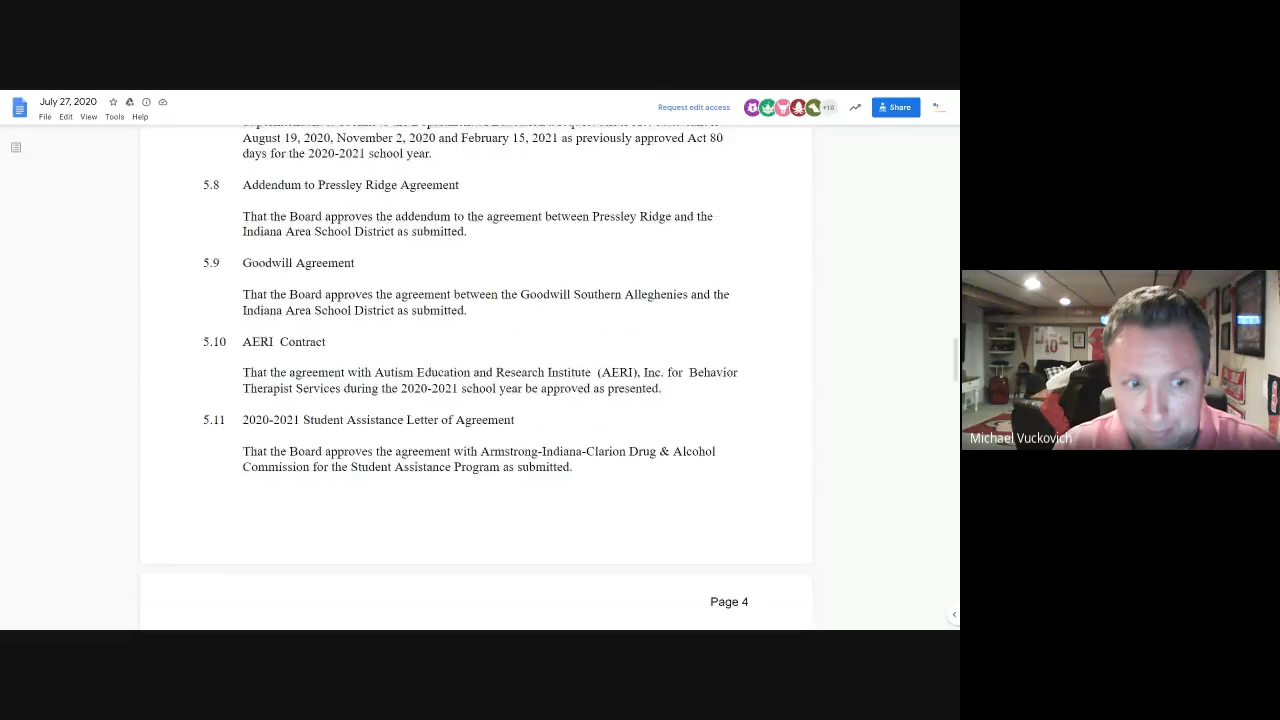 July 27, 2020
File Edit View Tools Help
Request edit access
+10
Share
August 19, 2020, November 2, 2020 and February 15, 2021 as previously approved Act 80
days for the 2020-2021 school year.
5.8 Addendum to Pressley Ridge Agreement
That the Board approves the addendum to the agreement between Pressley Ridge and the
Indiana Area School District as submitted.
5.9 Goodwill Agreement
That the Board approves the agreement between the Goodwill Southern Alleghenies and the
Indiana Area School District as submitted.
5.10 AERI Contract
That the agreement with Autism Education and Research Institute (AERI), Inc. for Behavior
Therapist Services during the 2020-2021 school year be approved as presented.
5.11 2020-2021 Student Assistance Letter of Agreement
That the Board approves the agreement with Armstrong-Indiana-Clarion Drug & Alcohol
Commission for the Student Assistance Program as submitted.
Page 4
10
Michael Vuckovich